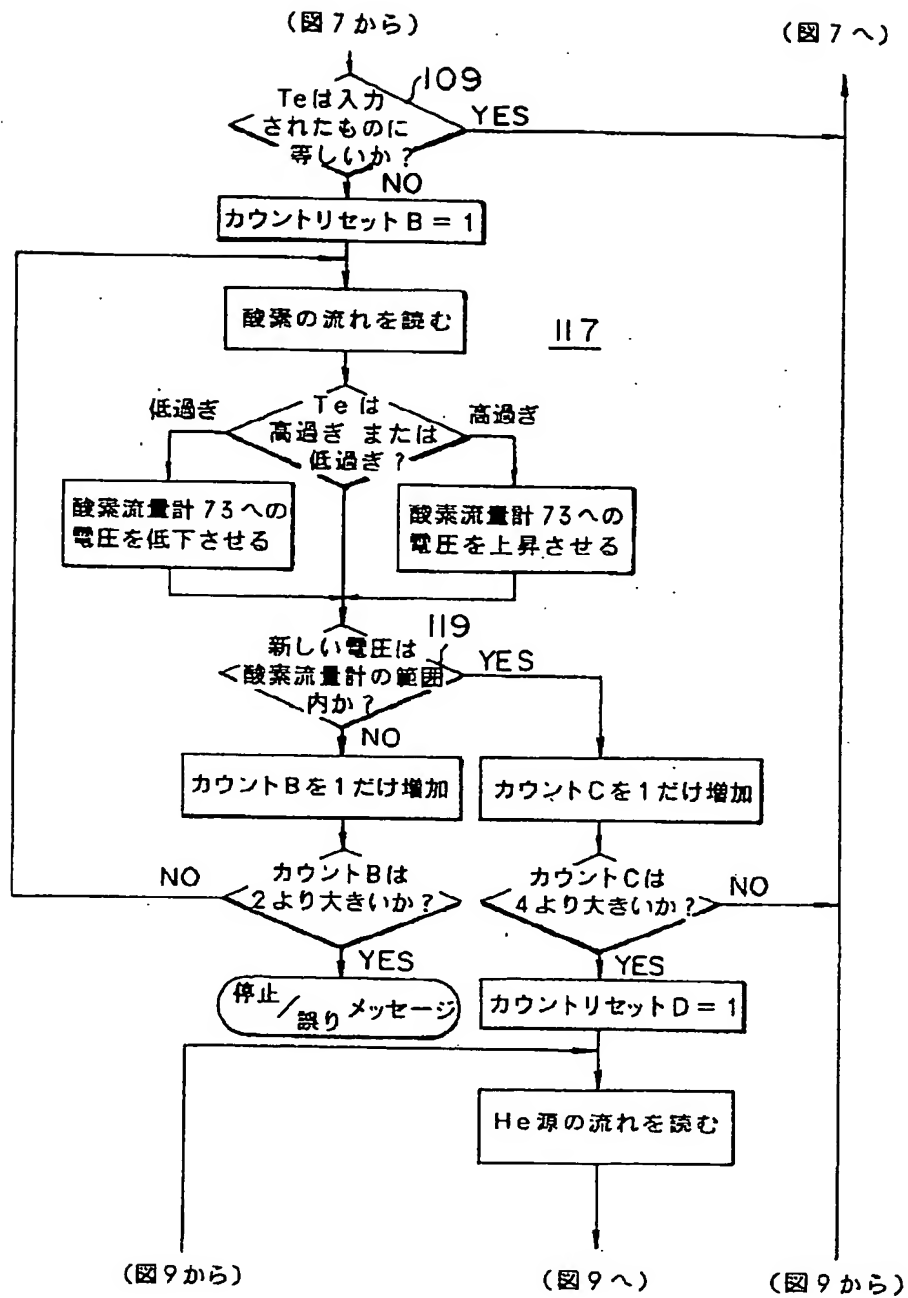 (図7から)
(図7へ)
109
Teは入力
されたものに
等しいか?
YES
NO
カウントリセットB=1
酸素の流れを読む
117
低過ぎ
Teは
高過ぎ または
低過ぎ?
高過ぎ
酸素流量計73への
電圧を低下させる
酸素流量計73への
電圧を上昇させる
119
新しい電圧は
酸素流量計の範囲
内か?
YES
NO
カウントBを1だけ増加
カウントCを1だけ増加
NO
カウントBは
2より大きいか?
カウントCは
4より大きいか?
NO
YES
YES
停止/誤りメッセージ
カウントリセットD=1
He源の流れを読む
(図9から)
(図9へ)
(図9から)